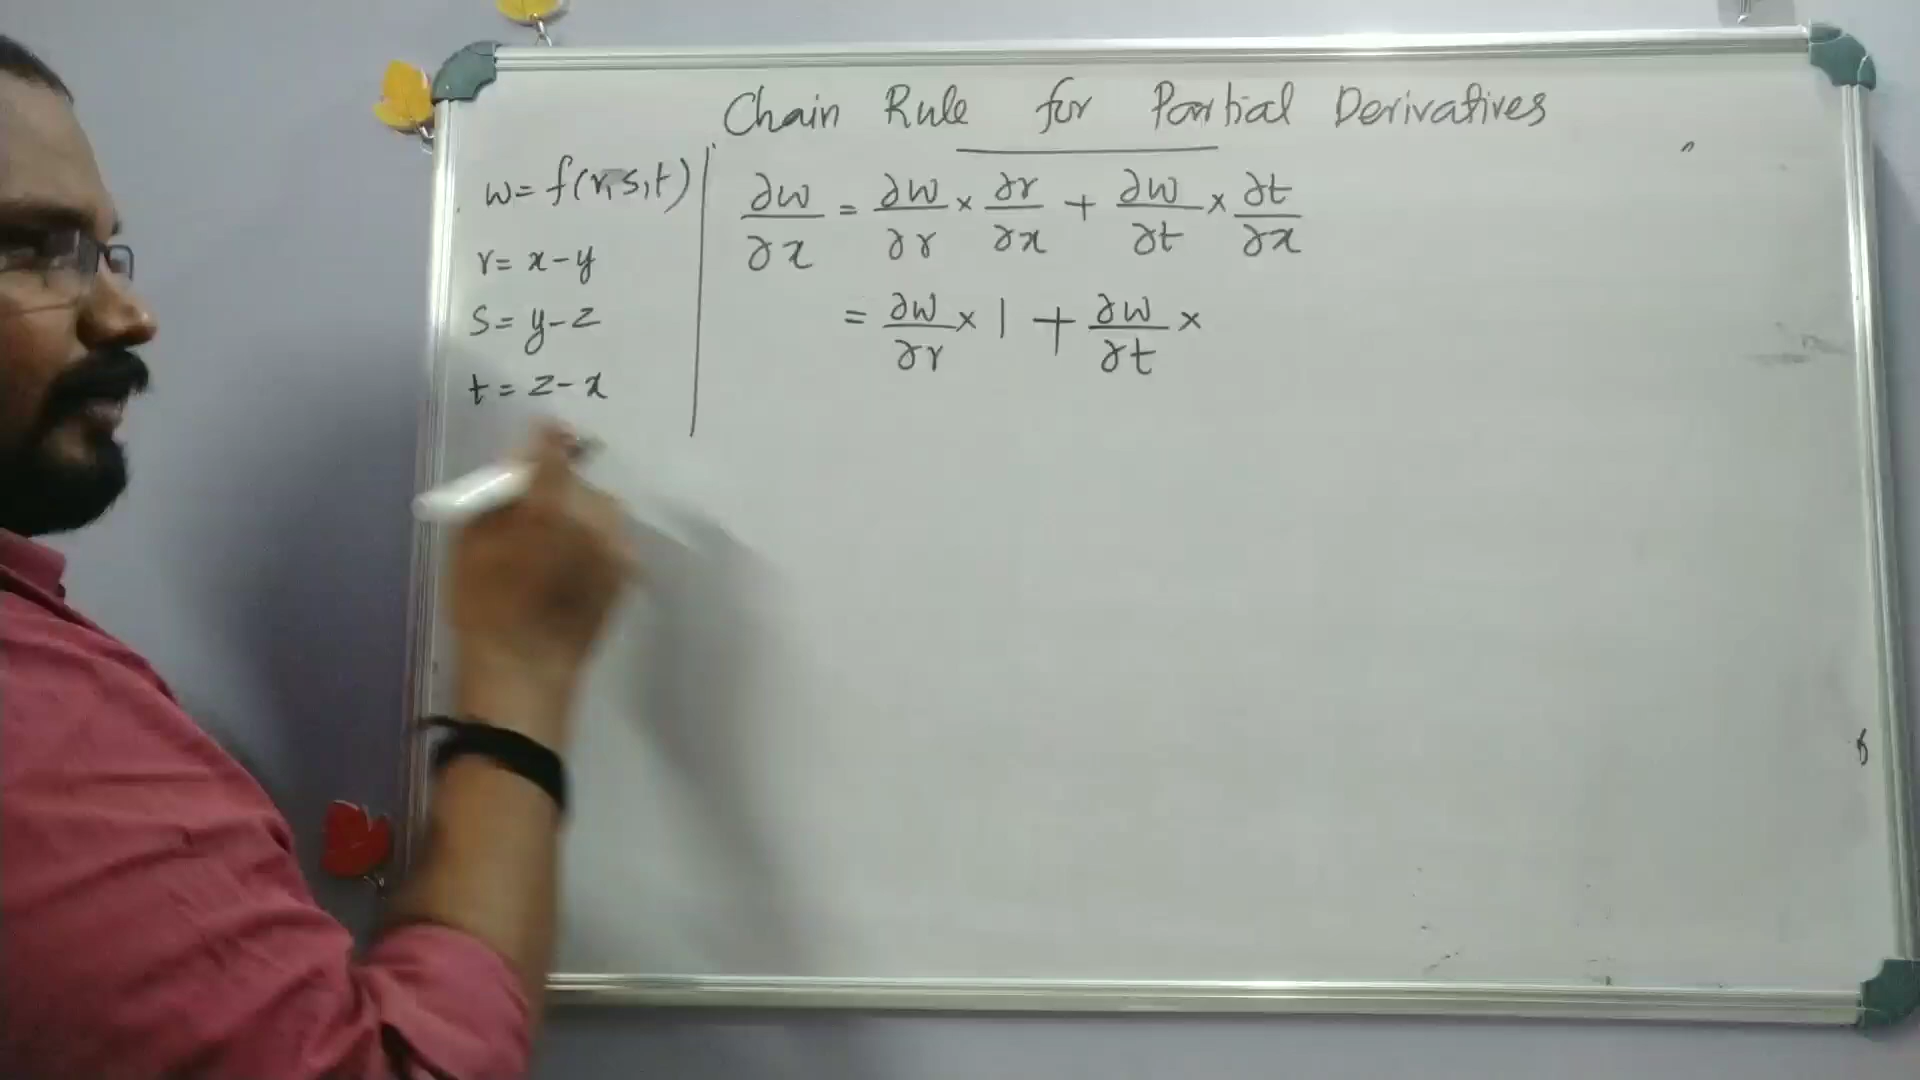 Chain Rule for Partial Derivatives
w = f(r,s,t)
r = x-y
s = y-z
t = z-x
∂w/∂x = ∂w/∂r × ∂r/∂x + ∂w/∂t × ∂t/∂x
= ∂w/∂r × 1 + ∂w/∂t ×